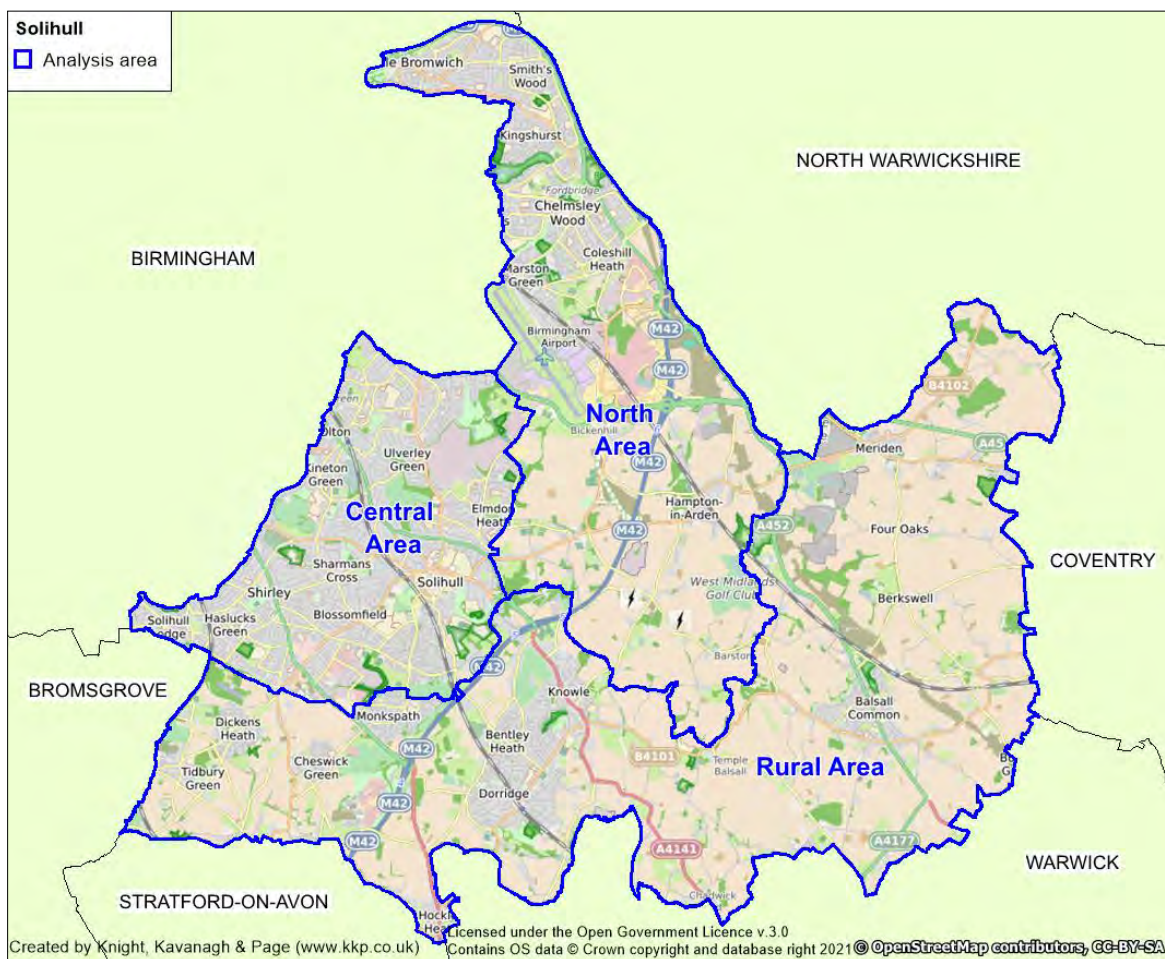 Solihull
Analysis area
le Bromwich
Smith's
Wood
Kingshurst
NORTH WARWICKSHIRE
Fordbridge
Chelmsley
Wood
BIRMINGHAM
Coleshill
Heath
Marston
Green
M42
Birmingham
Airport
M42
B4102
North
Area
Bickenhill
A45
Meriden
Olton
Ulverley
Green
M42
Kineton
Green
Hampton-
in-Arden
Central
Area
Elmdon
Heath
M42
A452
Four Oaks
COVENTRY
Sharmans
Cross
Solihull
West Midlands
Golf Club
Shirley
Berkswell
Solihull
Haslucks
Green
Blossomfield
Barston
M42
BROMSGROVE
Knowle
Balsall
Common
Monkspath
Dickens
Heath
Bentley
Heath
M42
B4101
Temple
Balsall
Rural Area
Cheswick
Green
Tidbury
Green
Dorridge
M42
M42
A4141
A4177
WARWICK
Chadwick
STRATFORD-ON-AVON
Created by Knight, Kavanagh & Page (www.kkp.co.uk)
Licensed under the Open Government Licence v.3.0
Contains OS data © Crown copyright and database right 2021
© OpenStreetMap contributors, CC-BY-SA